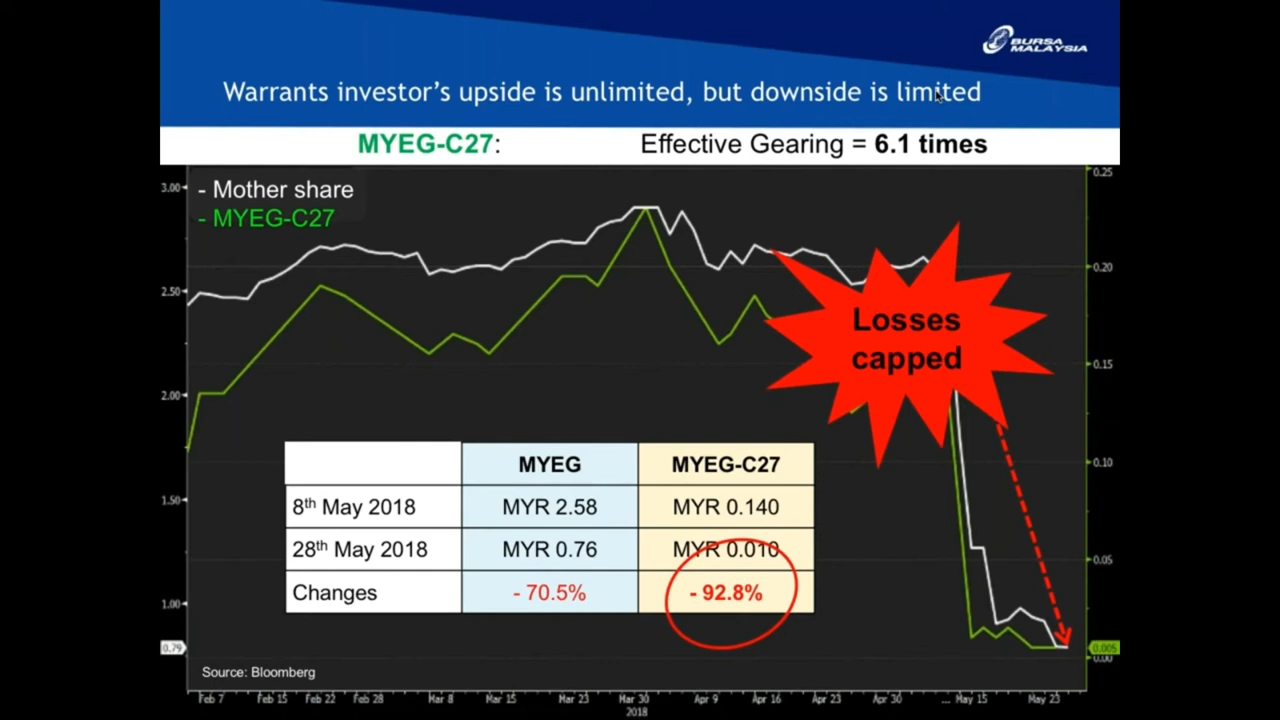 BURSA
MALAYSIA
Warrants investor's upside is unlimited, but downside is limited
MYEG-C27: Effective Gearing = 6.1 times
- Mother share
- MYEG-C27
3.00
2.50
2.00
1.50
1.00
0.79
0.25
0.20
0.15
0.10
0.05
0.005
0.00
Losses
capped
MYEG MYEG-C27
8th May 2018 MYR 2.58 MYR 0.140
28th May 2018 MYR 0.76 MYR 0.010
Changes - 70.5% - 92.8%
Source: Bloomberg
Feb 7 Feb 15 Feb 22 Feb 28 Mar 8 Mar 15 Mar 23 Mar 30 Apr 9 Apr 16 Apr 23 Apr 30 ... May 15 May 23
2018